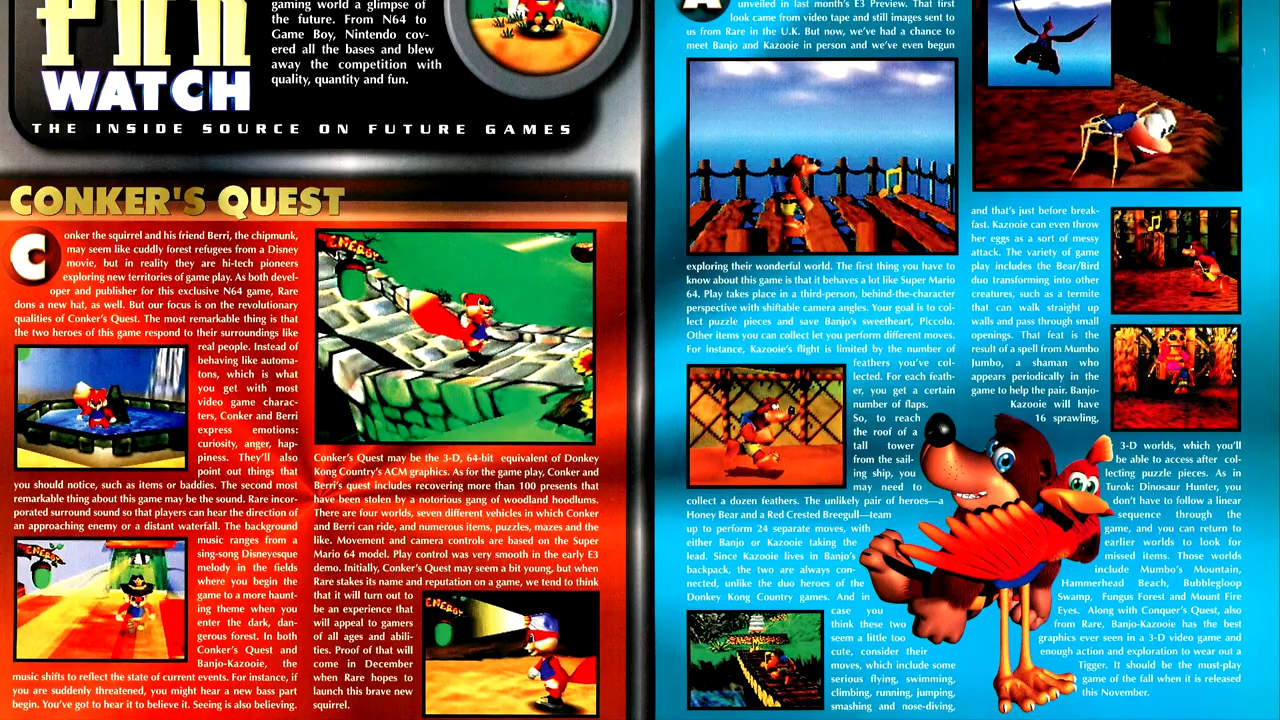 gaming world a glimpse of
the future. From N64 to
Game Boy, Nintendo cov-
ered all the bases and blew
away the competition with
quality, quantity and fun.
WATCH
THE INSIDE SOURCE ON FUTURE GAMES
CONKER'S QUEST
Conker the squirrel and his friend Berri, the chipmunk,
may seem like cuddly forest refugees from a Disney
movie, but in reality they are hi-tech pioneers
exploring new territories of game play. As both devel-
oper and publisher for this exclusive N64 game, Rare
dons a new hat, as well. But our focus is on the revolutionary
qualities of Conker's Quest. The most remarkable thing is that
the two heroes of this game respond to their surroundings like
real people. Instead of
behaving like automa-
tons, which is what
you get with most
video game charac-
ters, Conker and Berri
express emotions:
curiosity, anger, hap-
piness. They'll also
point out things that
you should notice, such as items or baddies. The second most
remarkable thing about this game may be the sound. Rare incor-
porated surround sound so that players can hear the direction of
an approaching enemy or a distant waterfall. The background
music ranges from a
sing-song Disneyesque
melody in the fields
where you begin the
game to a more haunt-
ing theme when you
enter the dark, dan-
gerous forest. In both
Conker's Quest and
Banjo-Kazooie, the
music shifts to reflect the state of current events. For instance, if
you are suddenly threatened, you might hear a new bass part
begin. You've got to hear it to believe it. Seeing is also believing.
ENERGY
ENERGY
Conker's Quest may be the 3-D, 64-bit equivalent of Donkey
Kong Country's ACM graphics. As for the game play, Conker and
Berri's quest includes recovering more than 100 presents that
have been stolen by a notorious gang of woodland hoodlums.
There are four worlds, seven different vehicles in which Conker
and Berri can ride, and numerous items, puzzles, mazes and the
like. Movement and camera controls are based on the Super
Mario 64 model. Play control was very smooth in the early E3
demo. Initially, Conker's Quest may seem a bit young, but when
Rare stakes its name and reputation on a game, we tend to think
that it will turn out to
be an experience that
will appeal to gamers
of all ages and abili-
ties. Proof of that will
come in December
when Rare hopes to
launch this brave new
squirrel.
ENERGY
A
unveiled in last month's E3 Preview. That first
look came from video tape and still images sent to
us from Rare in the U.K. But now, we've had a chance to
meet Banjo and Kazooie in person and we've even begun
exploring their wonderful world. The first thing you have to
know about this game is that it behaves a lot like Super Mario
64. Play takes place in a third-person, behind-the-character
perspective with shiftable camera angles. Your goal is to col-
lect puzzle pieces and save Banjo's sweetheart, Piccolo.
Other items you can collect let you perform different moves.
For instance, Kazooie's flight is limited by the number of
feathers you've col-
lected. For each feath-
er, you get a certain
number of flaps.
So, to reach
the roof of a
tall tower
from the sail-
ing ship, you
may need to
collect a dozen feathers. The unlikely pair of heroes—a
Honey Bear and a Red Crested Breegull—team
up to perform 24 separate moves, with
either Banjo or Kazooie taking the
lead. Since Kazooie lives in Banjo's
backpack, the two are always con-
nected, unlike the duo heroes of the
Donkey Kong Country games. And in
case you
think these two
seem a little too
cute, consider their
moves, which include some
serious flying, swimming,
climbing, running, jumping,
smashing and nose-diving,
and that's just before break-
fast. Kazooie can even throw
her eggs as a sort of messy
attack. The variety of game
play includes the Bear/Bird
duo transforming into other
creatures, such as a termite
that can walk straight up
walls and pass through small
openings. That feat is the
result of a spell from Mumbo
Jumbo, a shaman who
appears periodically in the
game to help the pair. Banjo-
Kazooie will have
16 sprawling,
3-D worlds, which you'll
be able to access after col-
lecting puzzle pieces. As in
Turok: Dinosaur Hunter, you
don't have to follow a linear
sequence through the
game, and you can return to
earlier worlds to look for
missed items. Those worlds
include Mumbo's Mountain,
Hammerhead Beach, Bubblegloop
Swamp, Fungus Forest and Mount Fire
Eyes. Along with Conquer's Quest, also
from Rare, Banjo-Kazooie has the best
graphics ever seen in a 3-D video game and
enough action and exploration to wear out a
Tigger. It should be the must-play
game of the fall when it is released
this November.